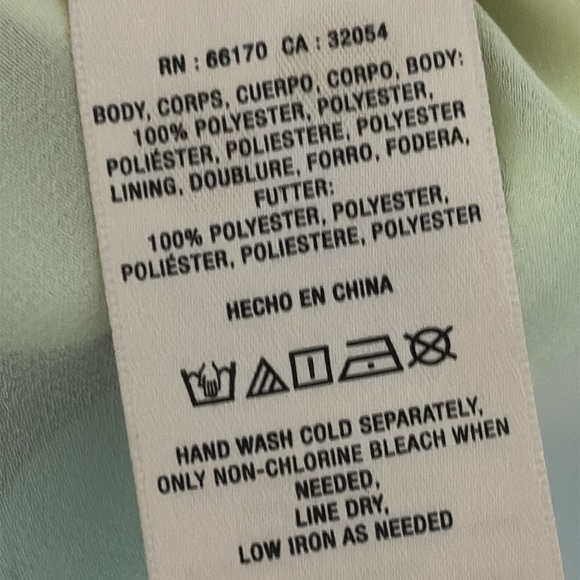 RN : 66170 CA : 32054
BODY, CORPS, CUERPO, CORPO, BODY:
100% POLYESTER, POLYESTER,
POLIÉSTER, POLIESTERE, POLYESTER
LINING, DOUBLURE, FORRO, FODERA,
FUTTER:
100% POLYESTER, POLYESTER,
POLIÉSTER, POLIESTERE, POLYESTER
HECHO EN CHINA
HAND WASH COLD SEPARATELY,
ONLY NON-CHLORINE BLEACH WHEN
NEEDED,
LINE DRY,
LOW IRON AS NEEDED